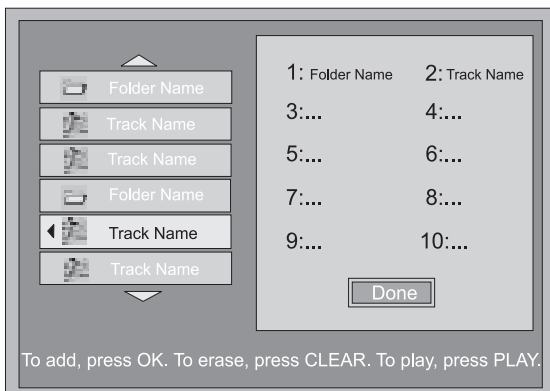 Folder Name
Track Name
Track Name
Folder Name
Track Name
Track Name
1: Folder Name 2: Track Name
3:... 4:...
5:... 6:...
7:... 8:...
9:... 10:...
Done
To add, press OK. To erase, press CLEAR. To play, press PLAY.